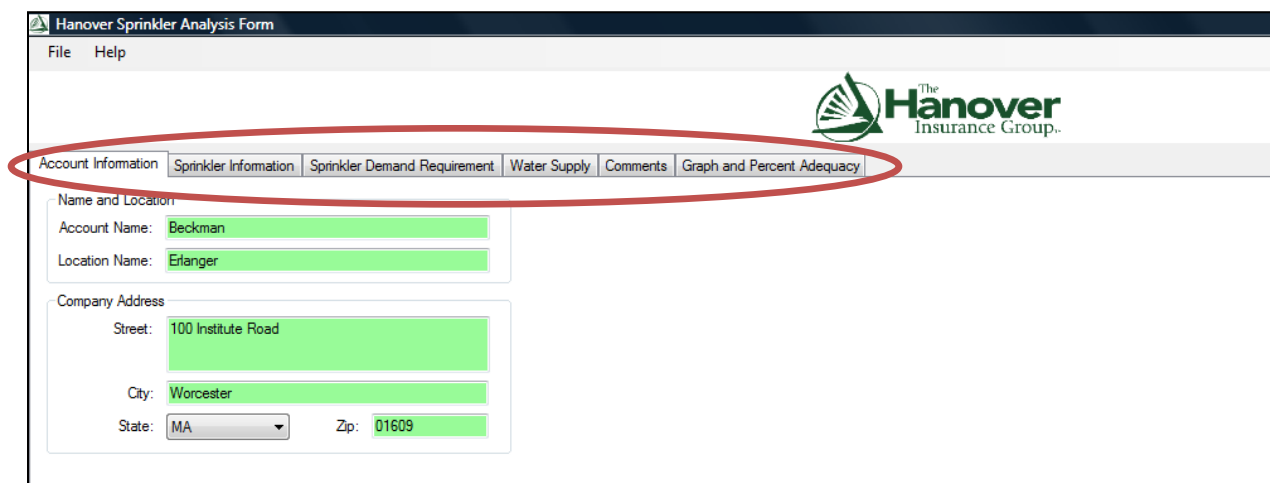 Hanover Sprinkler Analysis Form
File Help
The
Hanover
Insurance Group™
Account Information Sprinkler Information Sprinkler Demand Requirement Water Supply Comments Graph and Percent Adequacy
Name and Location
Account Name: Beckman
Location Name: Erlanger
Company Address
Street: 100 Institute Road
City: Worcester
State: MA Zip: 01609